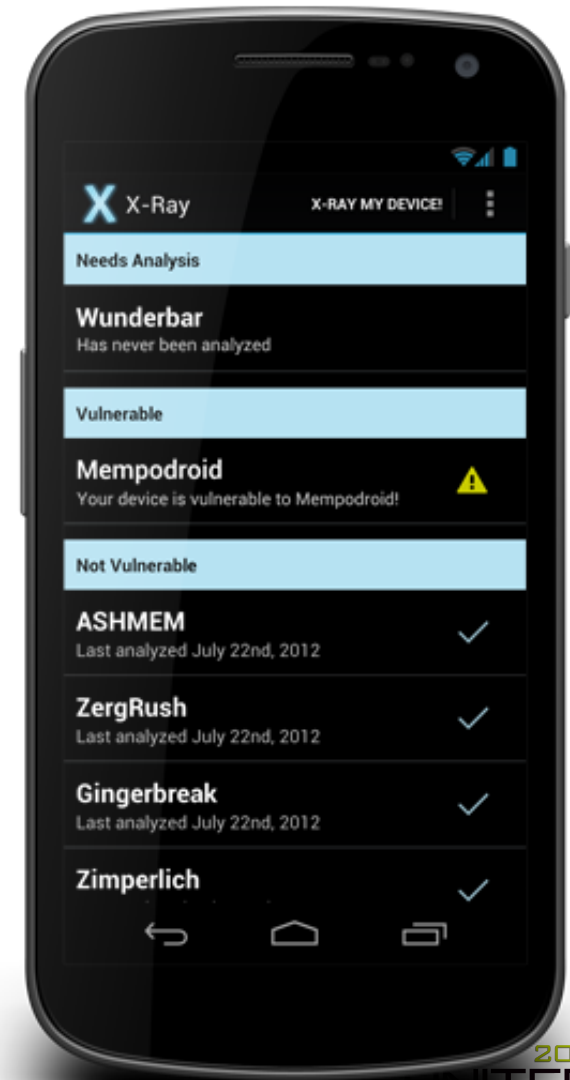 X X-Ray X-RAY MY DEVICE!
Needs Analysis
Wunderbar
Has never been analyzed
Vulnerable
Mempodroid
Your device is vulnerable to Mempodroid!
Not Vulnerable
ASHMEM
Last analyzed July 22nd, 2012
ZergRush
Last analyzed July 22nd, 2012
Gingerbreak
Last analyzed July 22nd, 2012
Zimperlich